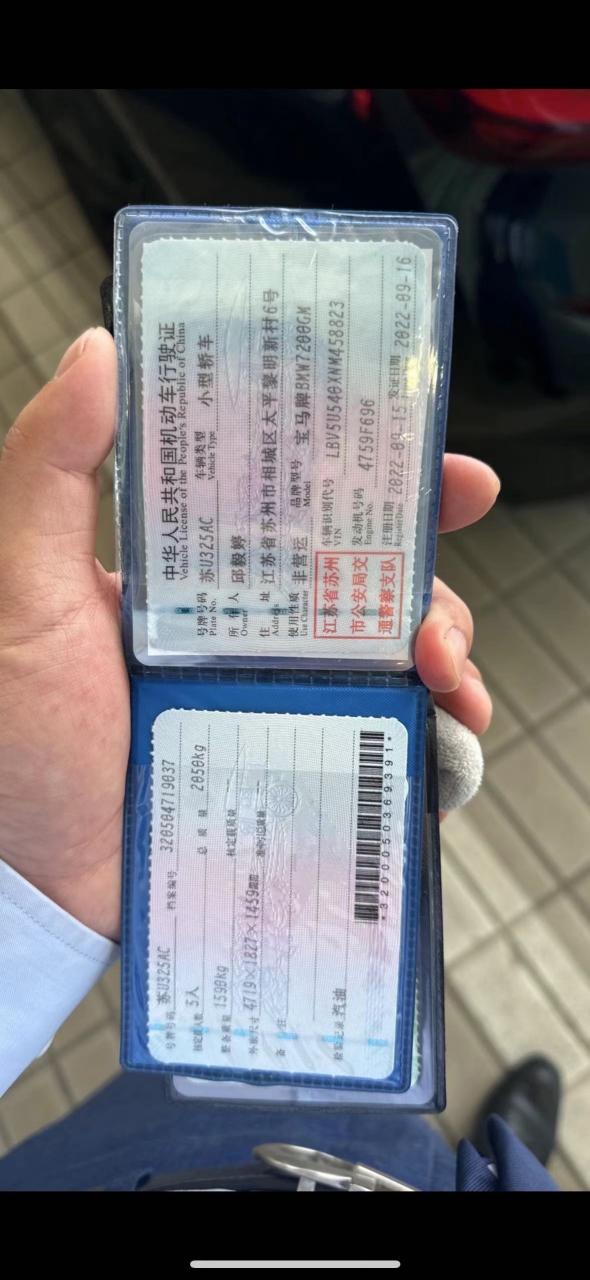 中华人民共和国机动车行驶证
Vehicle License of the People's Republic of China
号牌号码 苏U325AC 车辆类型 小型轿车
Plate No. Vehicle Type
所有人 邱毅婷
Owner
住址 江苏省苏州市相城区太平黎明新村6号
Address
使用性质 非营运 品牌型号 宝马牌BMW7200GM
Use Character Model
江苏省苏州
市公安局交
通警察支队
车辆识别代号 LBV5U540XNM458823
VIN
发动机号码 4759F696
Engine No.
注册日期 2022-09-15 发证日期 2022-09-16
Register Date
号牌号码 苏U325AC 档案编号 320504719037
核定载人数 5人 总质量 2050kg
整备质量 1590kg 核定载质量
外廓尺寸 4719×1827×1459mm 准牵引总质量
备注
检验记录 汽油
*3200050369391*